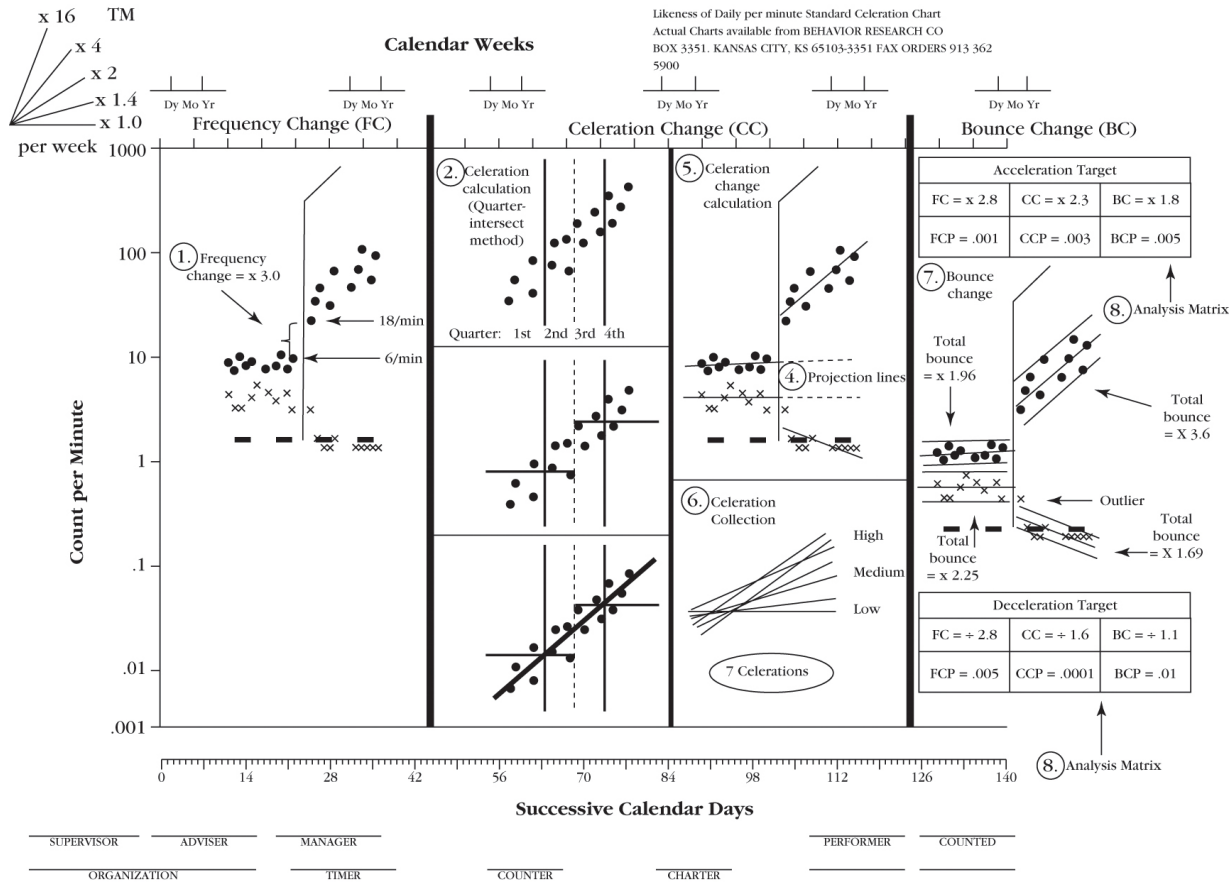 x 16
TM
x 4
x 2
x 1.4
x 1.0
per week
Calendar Weeks
Likeness of Daily per minute Standard Celeration Chart
Actual Charts available from BEHAVIOR RESEARCH CO
BOX 3351. KANSAS CITY, KS 65103-3351 FAX ORDERS 913 362
5900
Dy Mo Yr
Dy Mo Yr
Dy Mo Yr
Dy Mo Yr
Dy Mo Yr
Dy Mo Yr
Frequency Change (FC)
Celeration Change (CC)
Bounce Change (BC)
Count per Minute
1000
100
10
1
.1
.01
.001
1. Frequency
change = x 3.0
18/min
6/min
2. Celeration
calculation
(Quarter-
intersect
method)
Quarter: 1st 2nd 3rd 4th
5. Celeration
change
calculation
4. Projection lines
6. Celeration
Collection
High
Medium
Low
7 Celerations
Acceleration Target
FC = x 2.8 CC = x 2.3 BC = x 1.8
FCP = .001 CCP = .003 BCP = .005
7. Bounce
change
8. Analysis Matrix
Total
bounce
= x 1.96
Total
bounce
= X 3.6
Outlier
Total
bounce
= x 2.25
Total
bounce
= X 1.69
Deceleration Target
FC = ÷ 2.8 CC = ÷ 1.6 BC = ÷ 1.1
FCP = .005 CCP = .0001 BCP = .01
8. Analysis Matrix
0 14 28 42 56 70 84 98 112 126 140
Successive Calendar Days
SUPERVISOR ADVISER MANAGER PERFORMER COUNTED
ORGANIZATION TIMER COUNTER CHARTER